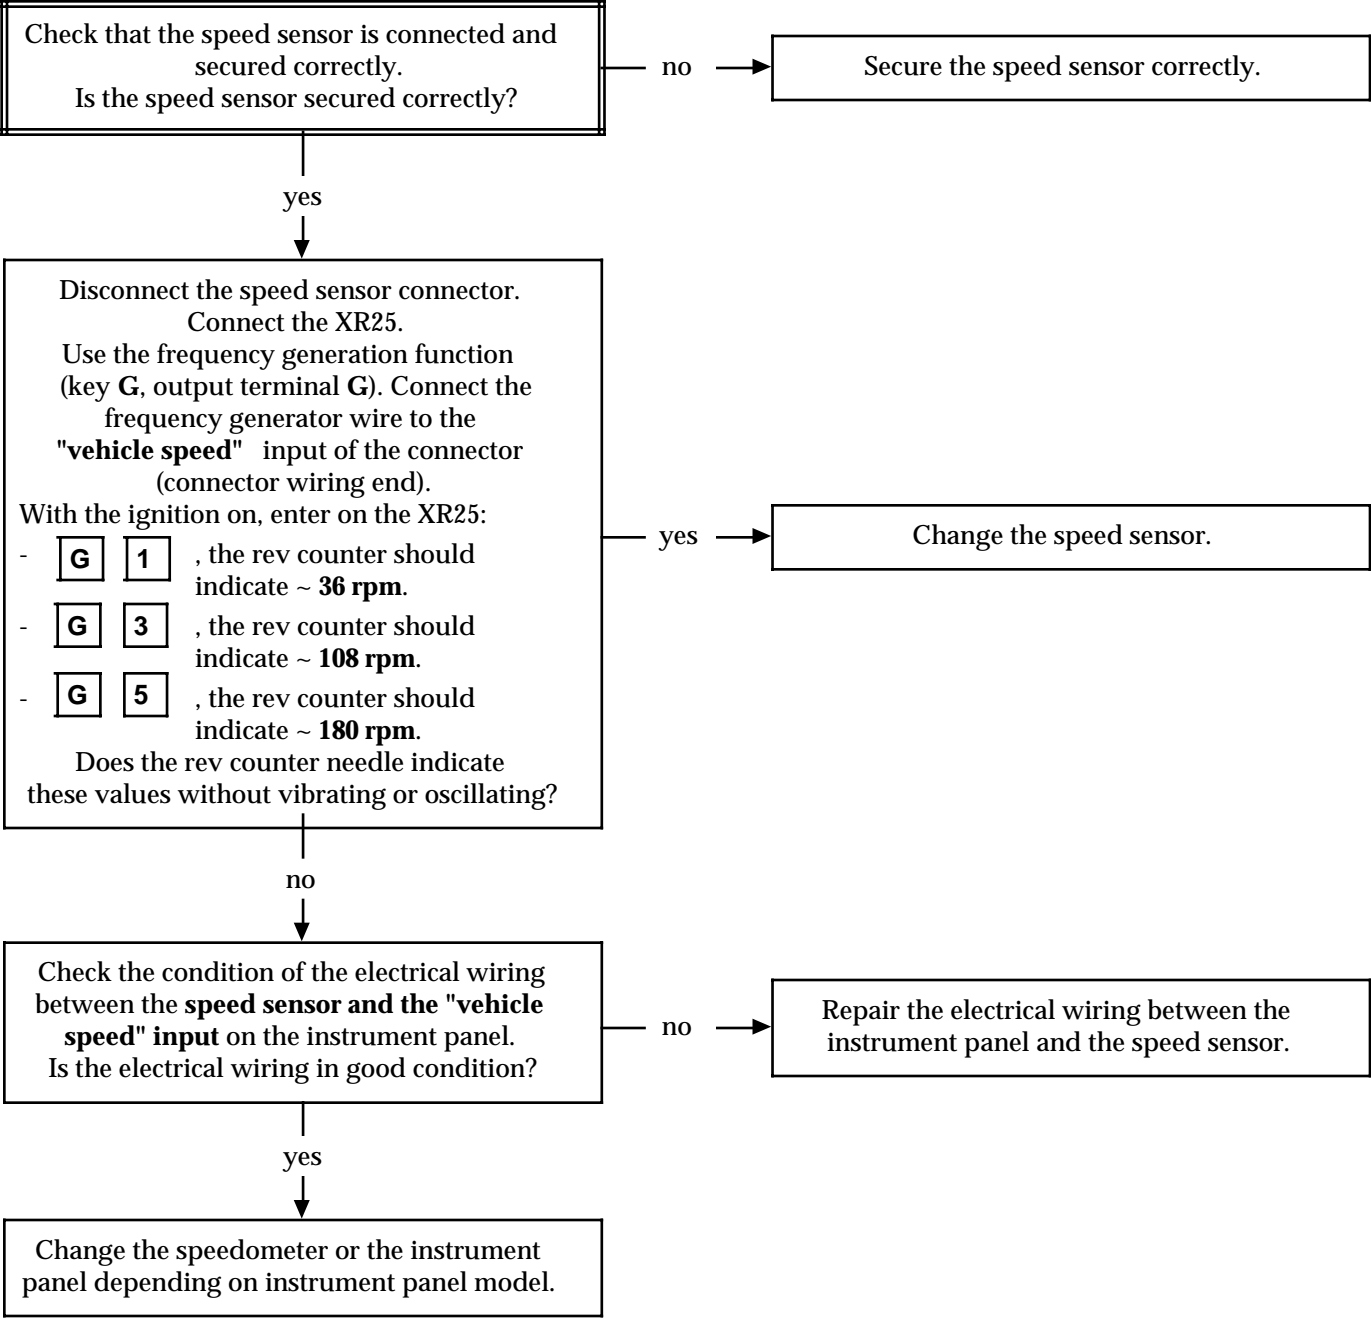 Check that the speed sensor is connected and
secured correctly.
Is the speed sensor secured correctly?
no
Secure the speed sensor correctly.
yes
Disconnect the speed sensor connector.
Connect the XR25.
Use the frequency generation function
(key G, output terminal G). Connect the
frequency generator wire to the
"vehicle speed" input of the connector
(connector wiring end).
With the ignition on, enter on the XR25:
- G 1 , the rev counter should
indicate ~ 36 rpm.
- G 3 , the rev counter should
indicate ~ 108 rpm.
- G 5 , the rev counter should
indicate ~ 180 rpm.
Does the rev counter needle indicate
these values without vibrating or oscillating?
yes
Change the speed sensor.
no
Check the condition of the electrical wiring
between the speed sensor and the "vehicle
speed" input on the instrument panel.
Is the electrical wiring in good condition?
no
Repair the electrical wiring between the
instrument panel and the speed sensor.
yes
Change the speedometer or the instrument
panel depending on instrument panel model.